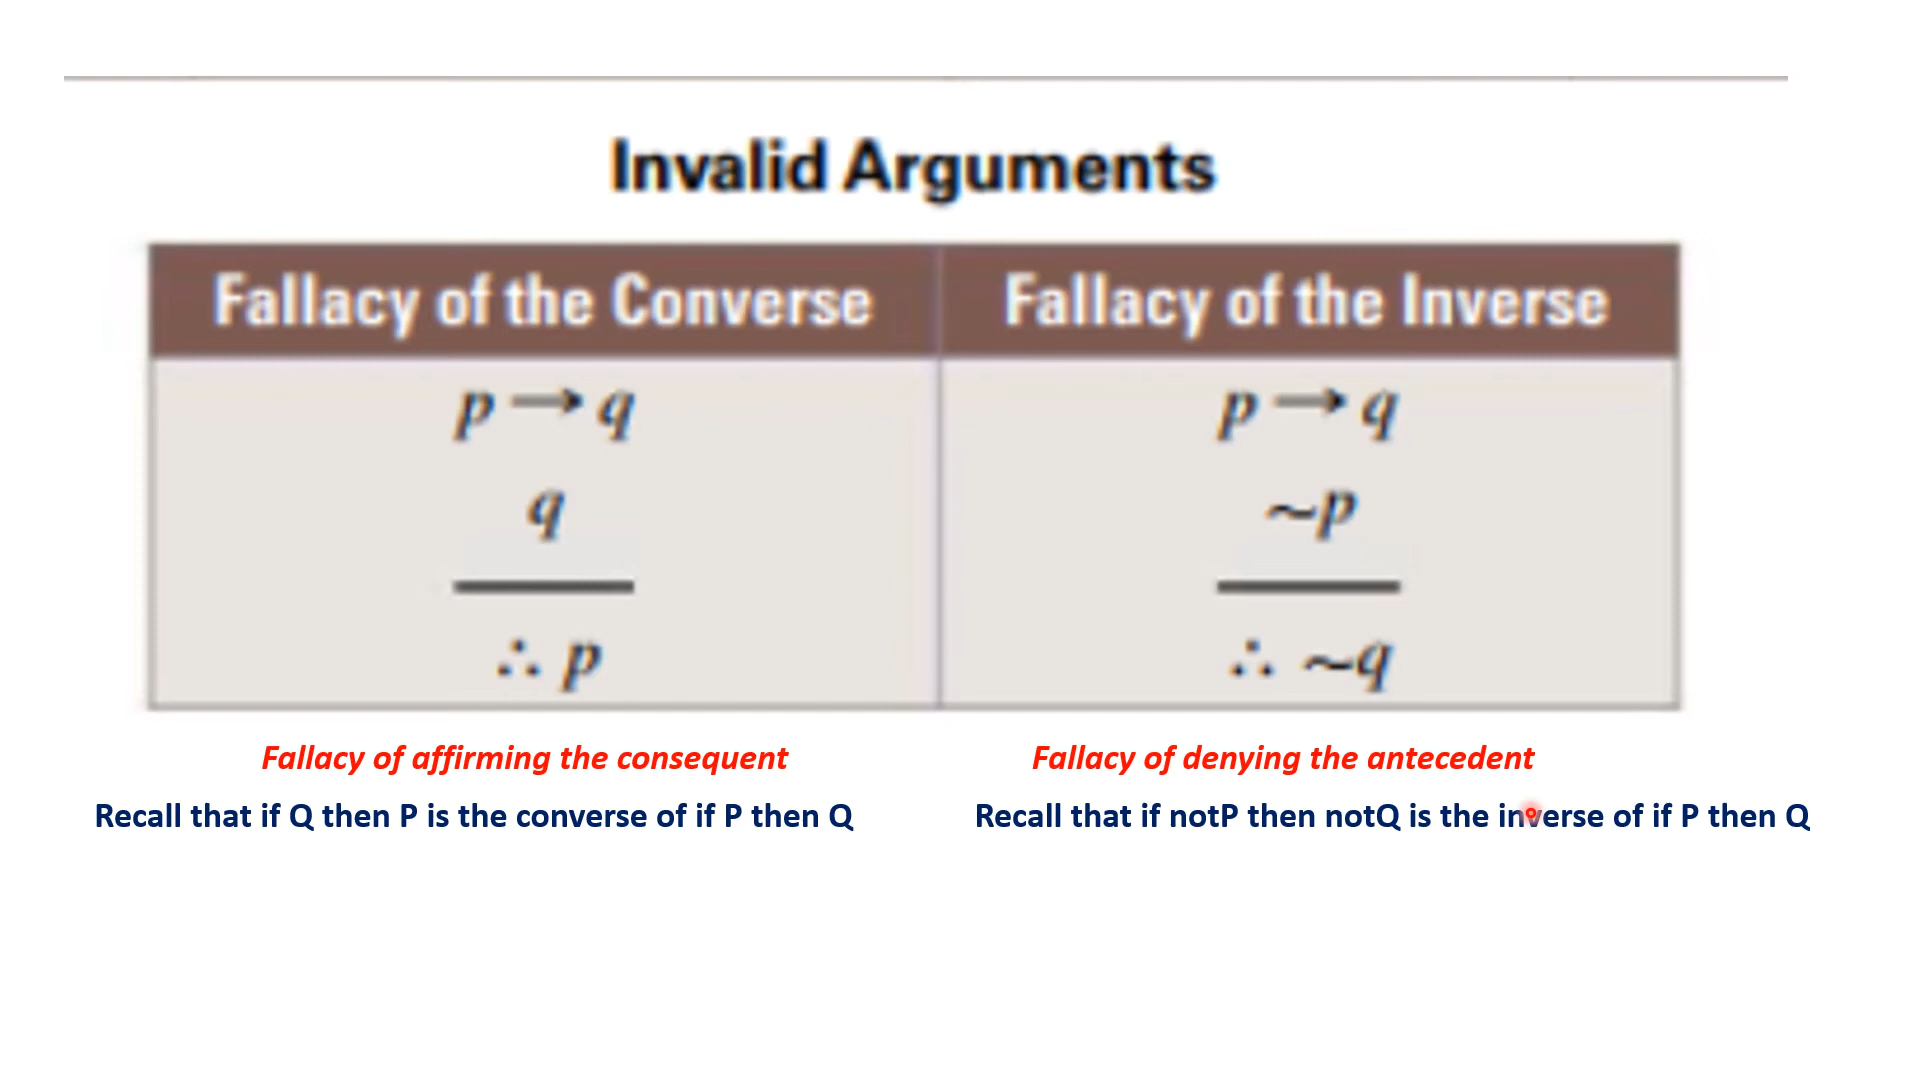 Invalid Arguments
Fallacy of the Converse
p → q
q
∴ p
Fallacy of the Inverse
p → q
~p
∴ ~q
Fallacy of affirming the consequent
Recall that if Q then P is the converse of if P then Q
Fallacy of denying the antecedent
Recall that if notP then notQ is the inverse of if P then Q